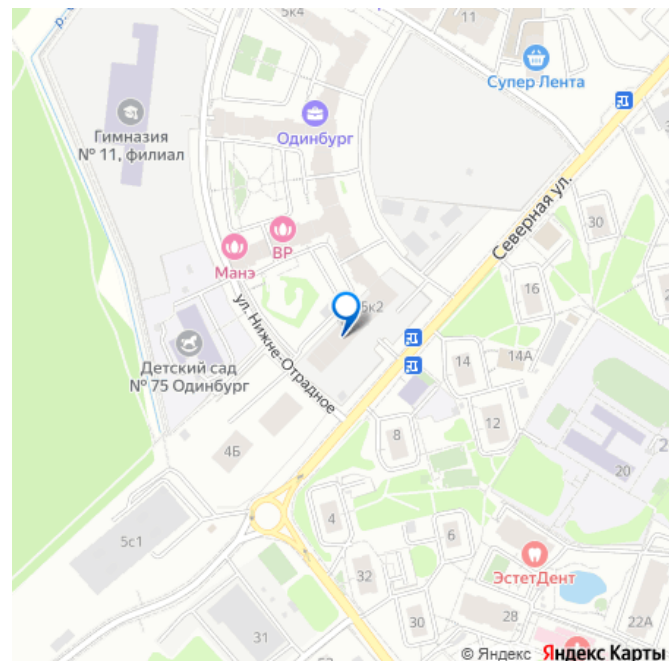 5к4
11
Супер Лента
Гимназия
№ 11, филиал
Одинбург
Северная ул.
30
ВР
Манэ
16
5к2
ул. Нижне-Отрадное
Детский сад
№ 75 Одинбург
14
14А
12
8
4Б
20
4
5с1
6
ЭстетДент
32
28
30
22А
31
© Яндекс Яндекс Карты